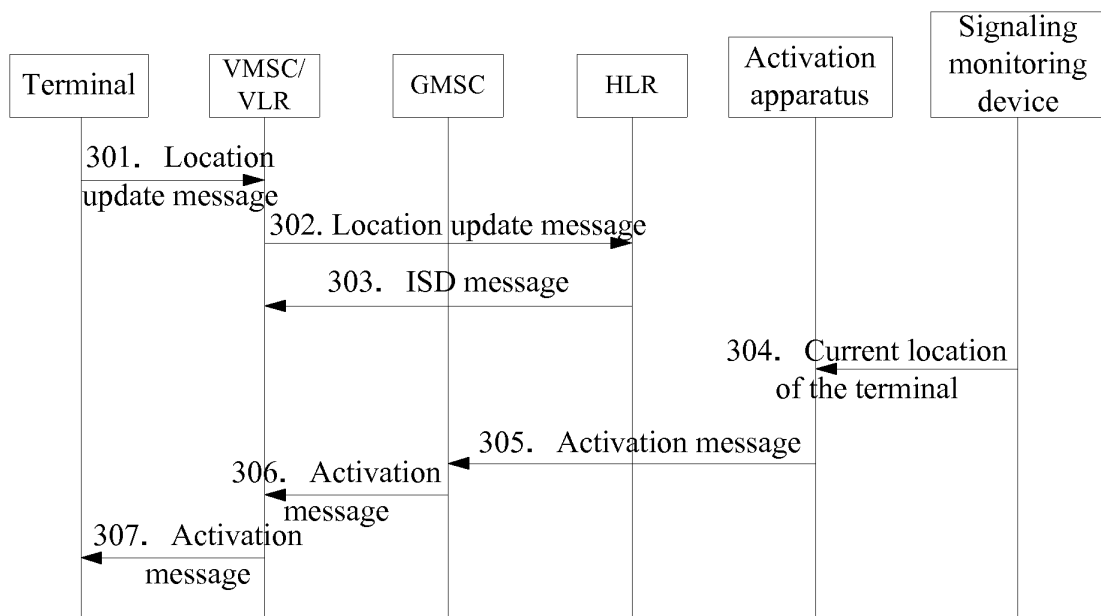 Terminal
VMSC/
VLR
GMSC
HLR
Activation
apparatus
Signaling
monitoring
device
301. Location
update message
302. Location update message
303. ISD message
304. Current location
of the terminal
305. Activation message
306. Activation
message
307. Activation
message